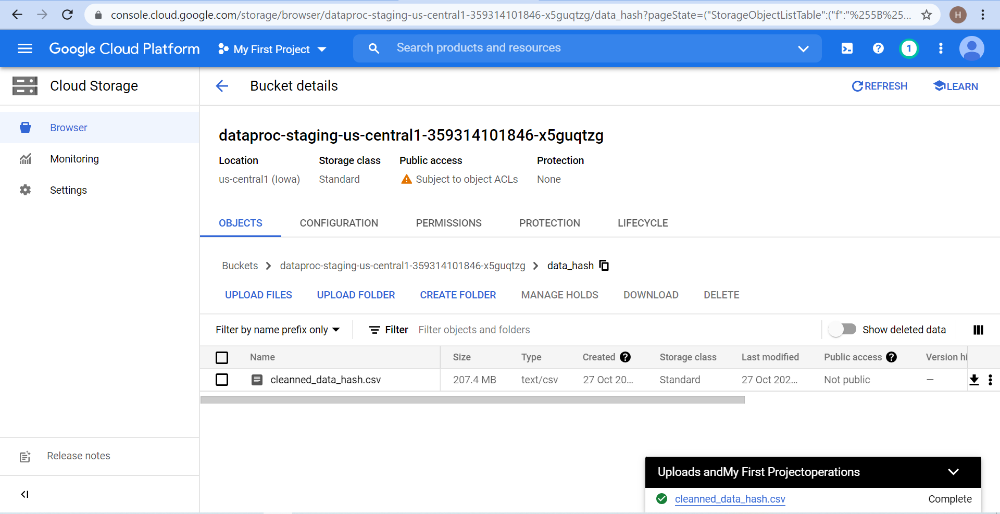 console.cloud.google.com/storage/browser/dataproc-staging-us-central1-359314101846-x5guqtzg/data_hash?pageState=("StorageObjectListTable":("f":"%255B%25...
H
Google Cloud Platform
My First Project
Search products and resources
1
Cloud Storage
Bucket details
REFRESH
LEARN
Browser
Monitoring
Settings
dataproc-staging-us-central1-359314101846-x5guqtzg
Location Storage class Public access Protection
us-central1 (Iowa) Standard Subject to object ACLs None
OBJECTS CONFIGURATION PERMISSIONS PROTECTION LIFECYCLE
Buckets dataproc-staging-us-central1-359314101846-x5guqtzg data_hash
UPLOAD FILES UPLOAD FOLDER CREATE FOLDER MANAGE HOLDS DOWNLOAD DELETE
Filter by name prefix only Filter Filter objects and folders Show deleted data
Name Size Type Created Storage class Last modified Public access Version hi
cleanned_data_hash.csv 207.4 MB text/csv 27 Oct 20... Standard 27 Oct 202... Not public —
Release notes
Uploads andMy First Projectoperations
cleanned_data_hash.csv Complete